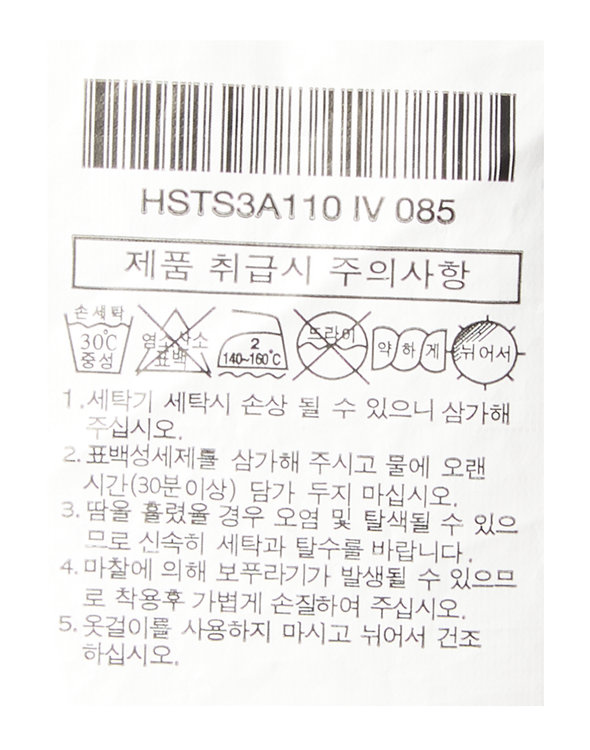 HSTS3A110 IV 085
제품 취급시 주의사항
손세탁
30℃
중성
염소산소
표백
2
140~160℃
드라이
약하게
뉘어서
1.세탁기 세탁시 손상 될 수 있으니 삼가해
주십시오.
2.표백성세제를 삼가해 주시고 물에 오랜
시간(30분이상) 담가 두지 마십시오.
3.땀을 흘렸을 경우 오염 및 탈색될 수 있으
므로 신속히 세탁과 탈수를 바랍니다.
4.마찰에 의해 보푸라기가 발생될 수 있으므
로 착용후 가볍게 손질하여 주십시오.
5.옷걸이를 사용하지 마시고 뉘어서 건조
하십시오.